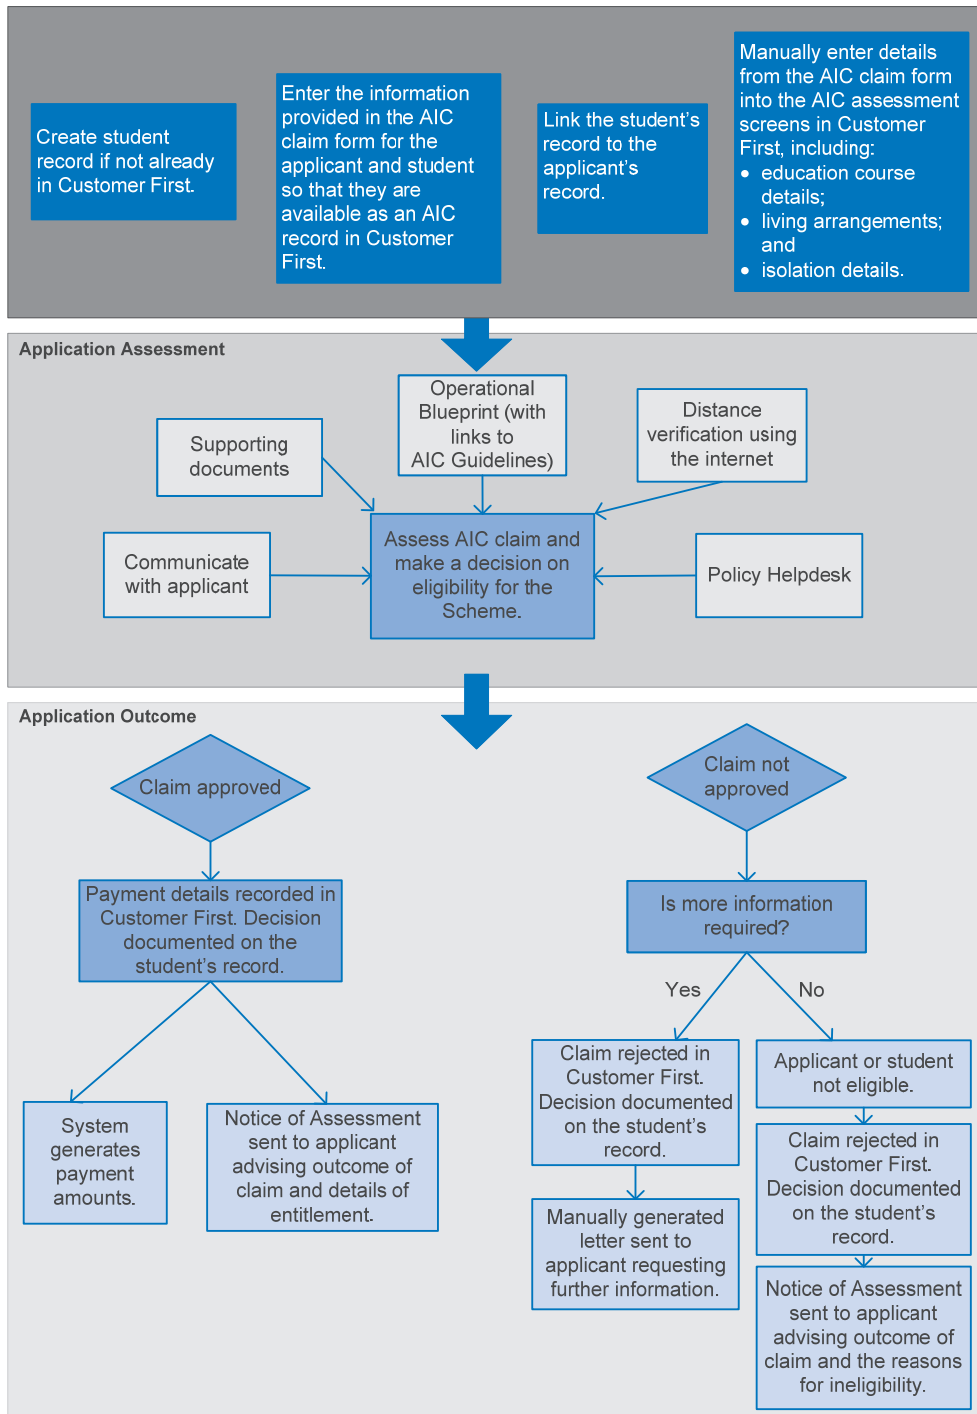 Create student
record if not already
in Customer First.
Enter the information
provided in the AIC
claim form for the
applicant and student
so that they are
available as an AIC
record in Customer
First.
Link the student's
record to the
applicant's
record.
Manually enter details
from the AIC claim form
into the AIC assessment
screens in Customer
First, including:
• education course
details;
• living arrangements;
and
• isolation details.
Application Assessment
Supporting
documents
Operational
Blueprint (with
links to
AIC Guidelines)
Distance
verification using
the internet
Communicate
with applicant
Assess AIC claim and
make a decision on
eligibility for the
Scheme.
Policy Helpdesk
Application Outcome
Claim approved
Payment details recorded in
Customer First. Decision
documented on the
student's record.
System
generates
payment
amounts.
Notice of Assessment
sent to applicant
advising outcome of
claim and details of
entitlement.
Claim not
approved
Is more information
required?
Yes
No
Claim rejected in
Customer First.
Decision documented
on the student's
record.
Manually generated
letter sent to
applicant requesting
further information.
Applicant or student
not eligible.
Claim rejected in
Customer First.
Decision documented
on the student's
record.
Notice of Assessment
sent to applicant
advising outcome of
claim and the reasons
for ineligibility.